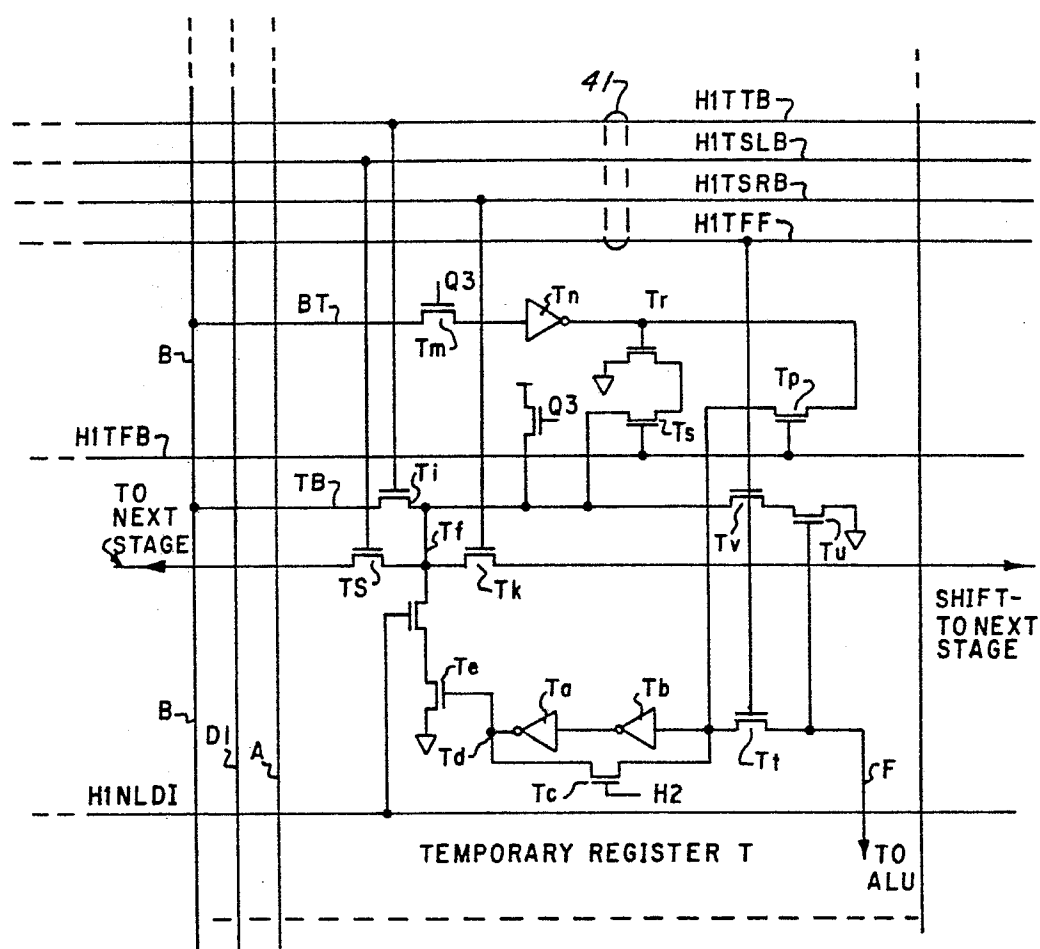 41
H1TTB
H1TSLB
H1TSRB
H1TFF
Q3
Tn
Tr
BT
Tm
B
Tp
Q3
Ts
H1TFB
TO
NEXT
STAGE
TB
Ti
Tf
Tv
Tu
TS
Tk
SHIFT-
TO NEXT
STAGE
Te
Ta
Tb
B
DI
A
Td
Tt
F
Tc
H2
H1NLDI
TEMPORARY REGISTER T
TO
ALU